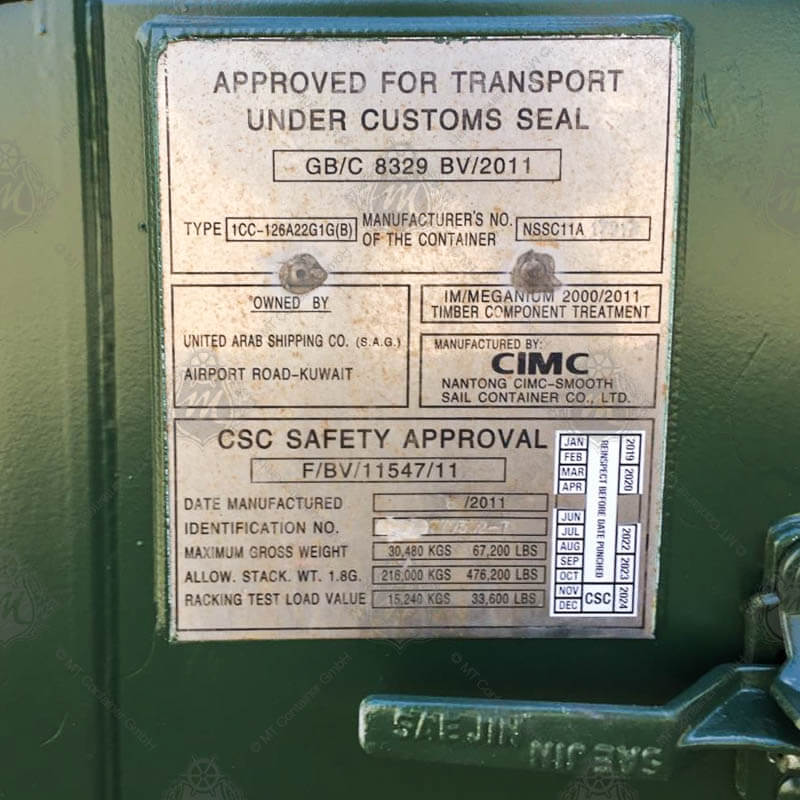 APPROVED FOR TRANSPORT
UNDER CUSTOMS SEAL
GB/C 8329 BV/2011
TYPE 1CC-126A22G1G(B) MANUFACTURER'S NO.
OF THE CONTAINER NSSC11A
OWNED BY
UNITED ARAB SHIPPING CO. (S.A.G.)
AIRPORT ROAD-KUWAIT
IM/MEGANIUM 2000/2011
TIMBER COMPONENT TREATMENT
MANUFACTURED BY:
CIMC
NANTONG CIMC-SMOOTH
SAIL CONTAINER CO., LTD.
CSC SAFETY APPROVAL
F/BV/11547/11
DATE MANUFACTURED /2011
IDENTIFICATION NO.
MAXIMUM GROSS WEIGHT 30,480 KGS 67,200 LBS
ALLOW. STACK. WT. 1.8G. 216,000 KGS 476,200 LBS
RACKING TEST LOAD VALUE 15,240 KGS 33,600 LBS
JAN
FEB
MAR
APR
JUN
JUL
AUG
SEP
OCT
NOV
DEC
REINSPECT BEFORE DATE PUNCHED
CSC
2019
2020
2022
2023
2024
SAEJIN
SAEJIN
© MT Container GmbH